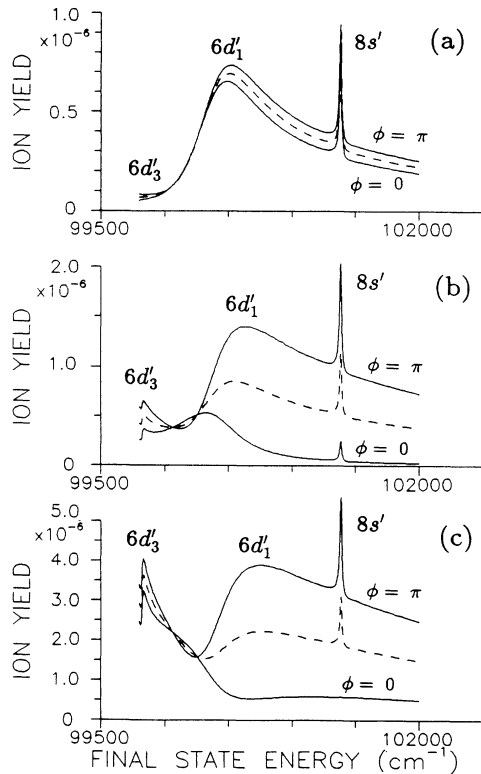 1.0
×10⁻⁶
0.5
0
ION YIELD
6d′₃
6d′₁
8s′
(a)
ϕ = π
ϕ = 0
99500
102000
2.0
×10⁻⁶
1.0
0
ION YIELD
6d′₃
6d′₁
8s′
(b)
ϕ = π
ϕ = 0
99500
102000
5.0
×10⁻⁶
4.0
3.0
2.0
1.0
0
ION YIELD
6d′₃
6d′₁
8s′
(c)
ϕ = π
ϕ = 0
99500
102000
FINAL STATE ENERGY (cm⁻¹)